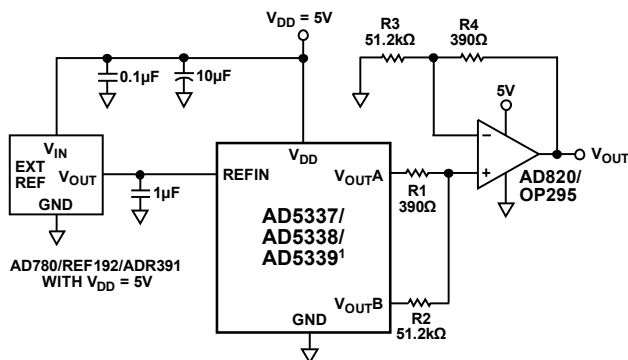 V_DD = 5V
0.1µF
10µF
R3
51.2kΩ
R4
390Ω
5V
V_IN
EXT
REF
V_OUT
GND
1µF
REFIN
V_DD
V_OUTA
R1
390Ω
–
+
V_OUT
AD820/
OP295
AD5337/
AD5338/
AD5339¹
AD780/REF192/ADR391
WITH V_DD = 5V
V_OUTB
R2
51.2kΩ
GND